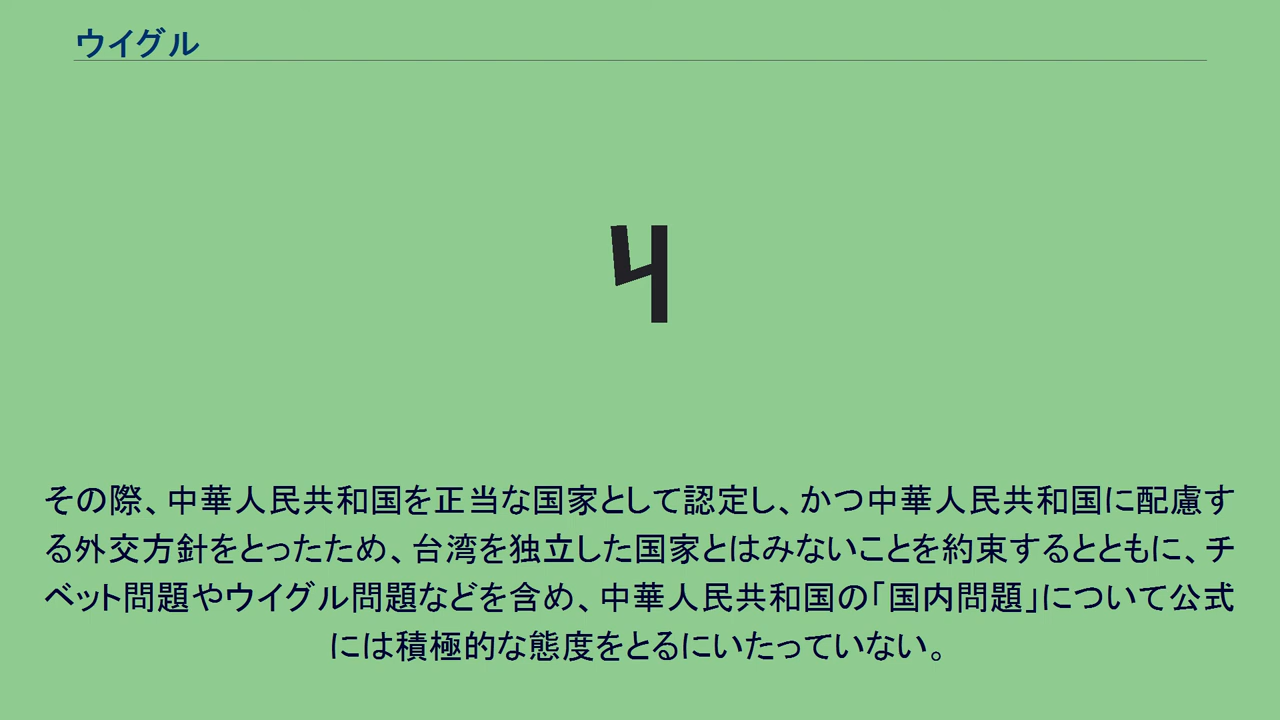 ウイグル
4
その際、中華人民共和国を正当な国家として認定し、かつ中華人民共和国に配慮す
る外交方針をとったため、台湾を独立した国家とはみないことを約束するとともに、チ
ベット問題やウイグル問題などを含め、中華人民共和国の「国内問題」について公式
には積極的な態度をとるにいたっていない。